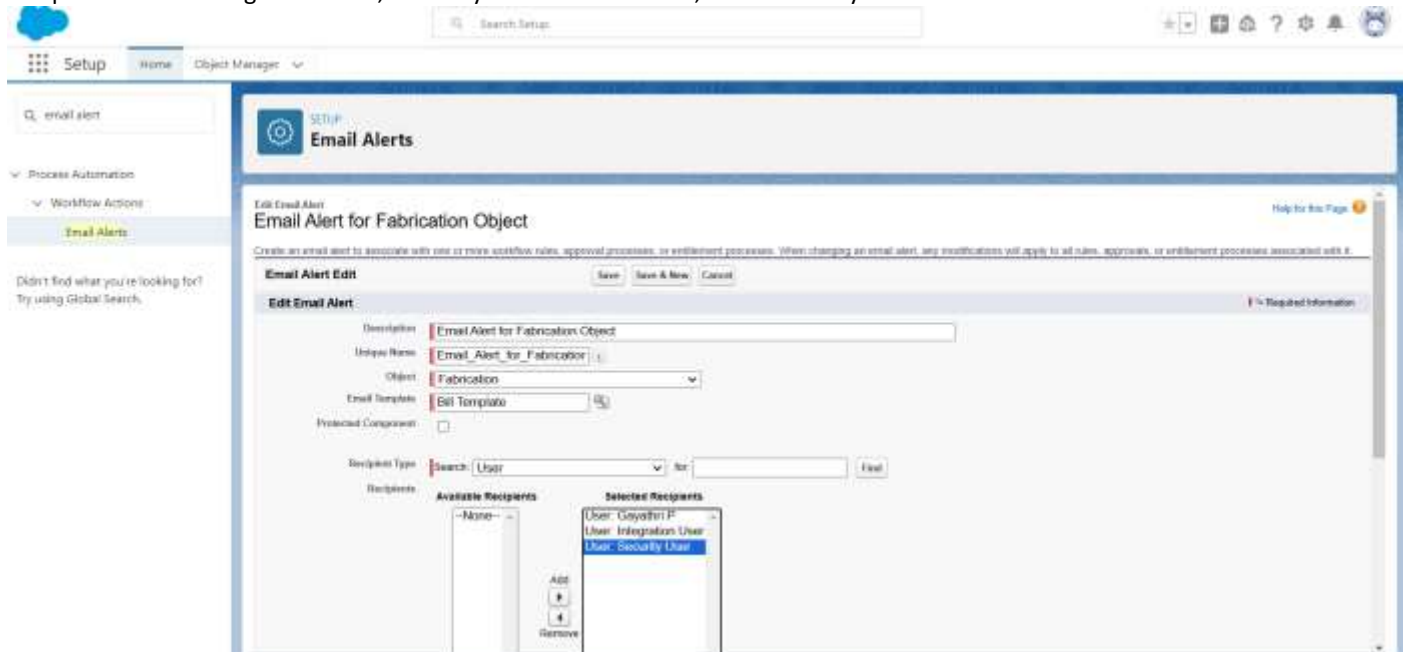 Search Setup
Setup Home Object Manager
email alert
SETUP
Email Alerts
Process Automation
Workflow Actions
Email Alerts
Didn't find what you're looking for?
Try using Global Search.
Edit Email Alert
Email Alert for Fabrication Object
Help for this Page
Create an email alert to associate with one or more workflow rules, approval processes, or entitlement processes. When changing an email alert, any modifications will apply to all rules, approvals, or entitlement processes associated with it.
Email Alert Edit Save Save & New Cancel
Edit Email Alert = Required Information
Description Email Alert for Fabrication Object
Unique Name Email_Alert_for_Fabrication
Object Fabrication
Email Template Bill Template
Protected Component
Recipient Type Search: User for Find
Recipients
Available Recipients Selected Recipients
--None-- User: Gayathri P
User: Integration User
User: Security User
Add
Remove